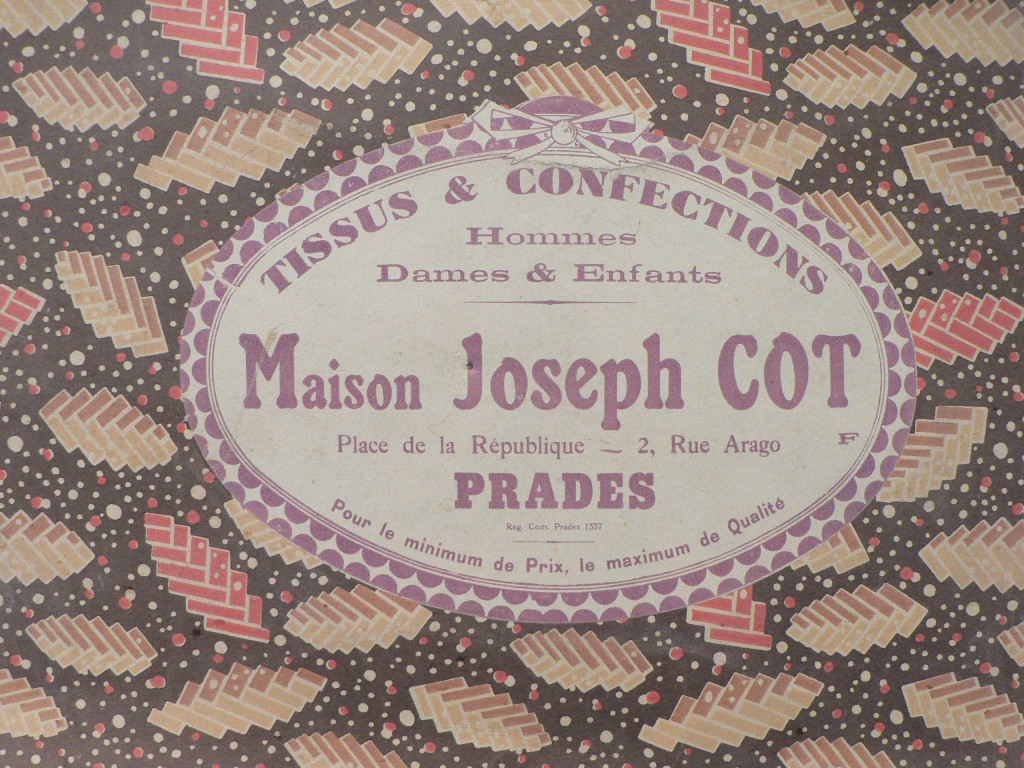 TISSUS & CONFECTIONS
Hommes
Dames & Enfants
Maison Joseph COT
Place de la République — 2, Rue Arago F
PRADES
Reg. Com. Prades 1337
Pour le minimum de Prix, le maximum de Qualité